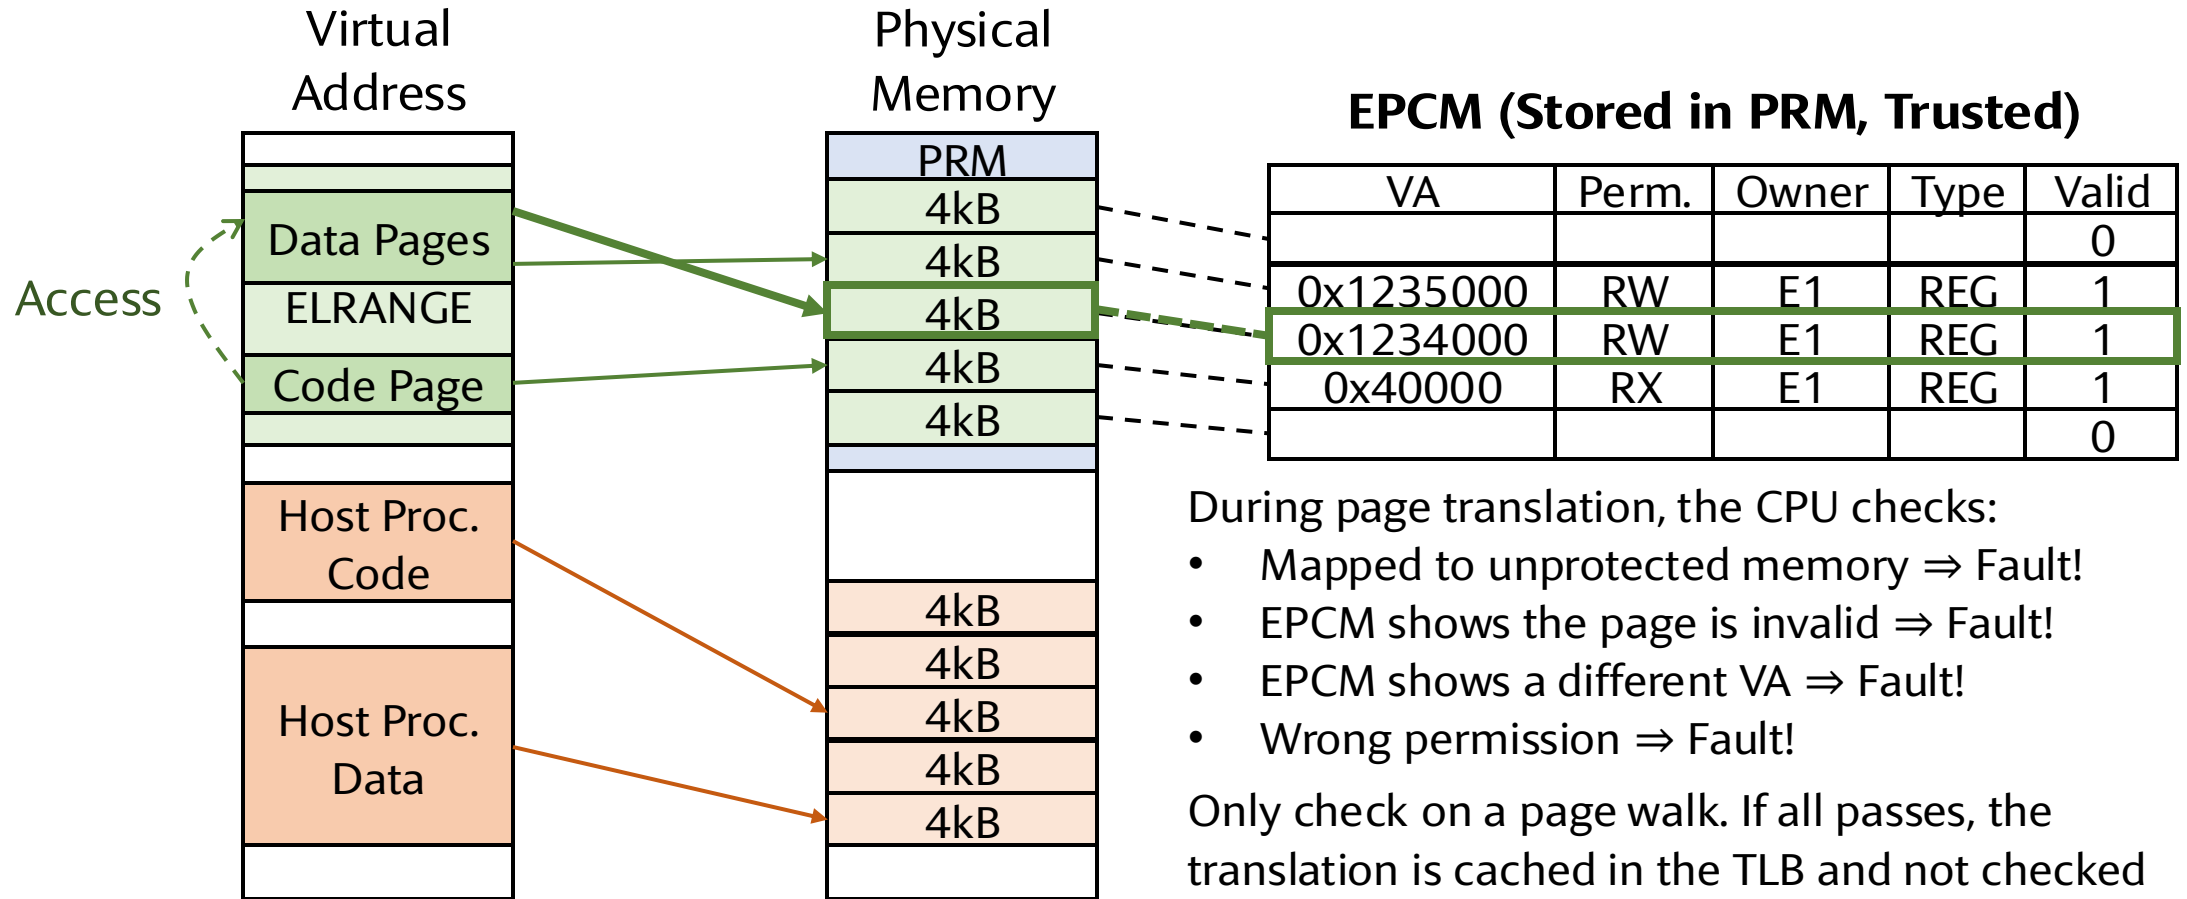 Virtual
Address
Physical
Memory
EPCM (Stored in PRM, Trusted)
Access
Data Pages
ELRANGE
Code Page
Host Proc.
Code
Host Proc.
Data
PRM
4kB
4kB
4kB
4kB
4kB
4kB
4kB
4kB
4kB
4kB
VA Perm. Owner Type Valid
0
0x1235000 RW E1 REG 1
0x1234000 RW E1 REG 1
0x40000 RX E1 REG 1
0
During page translation, the CPU checks:
• Mapped to unprotected memory ⇒ Fault!
• EPCM shows the page is invalid ⇒ Fault!
• EPCM shows a different VA ⇒ Fault!
• Wrong permission ⇒ Fault!
Only check on a page walk. If all passes, the
translation is cached in the TLB and not checked